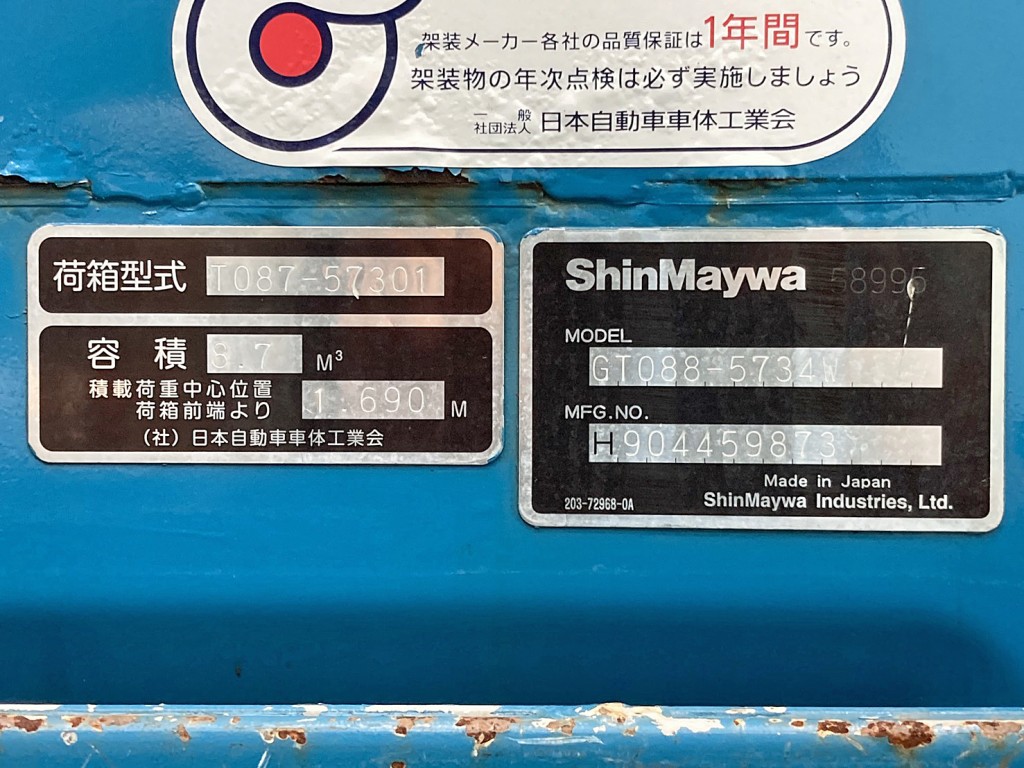 架装メーカー各社の品質保証は1年間です。
架装物の年次点検は必ず実施しましょう
一般社団法人 日本自動車車体工業会
荷箱型式 T087-57301
容積 8.7 M³
積載荷重中心位置
荷箱前端より 1.690 M
(社)日本自動車車体工業会
ShinMaywa 58995
MODEL
GT088-5734W
MFG.NO.
H904459873
Made in Japan
203-72968-0A ShinMaywa Industries, Ltd.